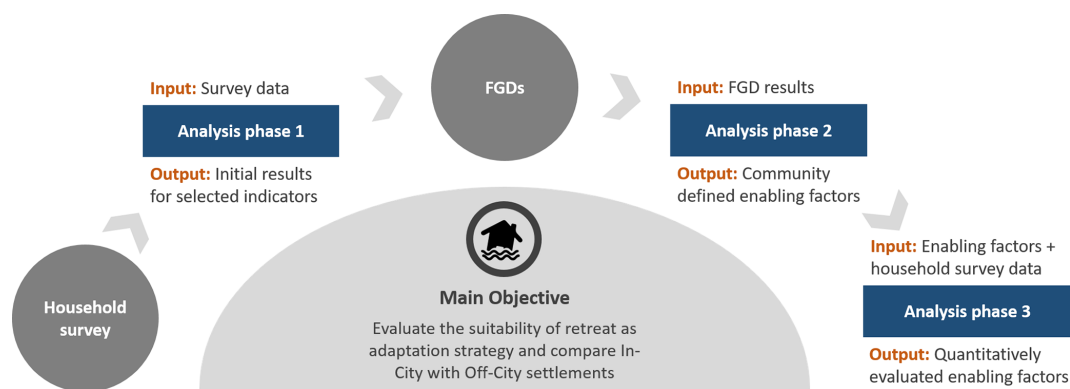 Household
survey
Input: Survey data
Analysis phase 1
Output: Initial results
for selected indicators
FGDs
Input: FGD results
Analysis phase 2
Output: Community
defined enabling factors
Input: Enabling factors +
household survey data
Analysis phase 3
Output: Quantitatively
evaluated enabling factors
Main Objective
Evaluate the suitability of retreat as
adaptation strategy and compare In-
City with Off-City settlements